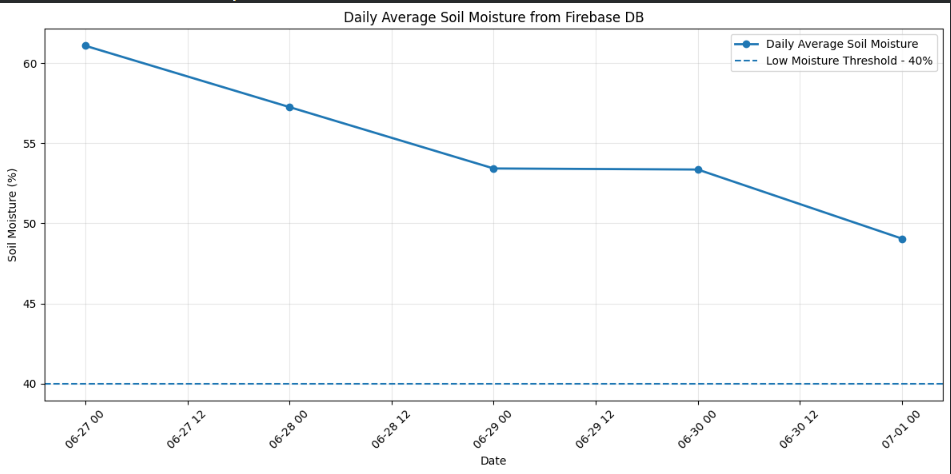 Daily Average Soil Moisture from Firebase DB
Daily Average Soil Moisture
Low Moisture Threshold - 40%
Soil Moisture (%)
60
55
50
45
40
06-27 00
06-27 12
06-28 00
06-28 12
06-29 00
06-29 12
06-30 00
06-30 12
07-01 00
Date